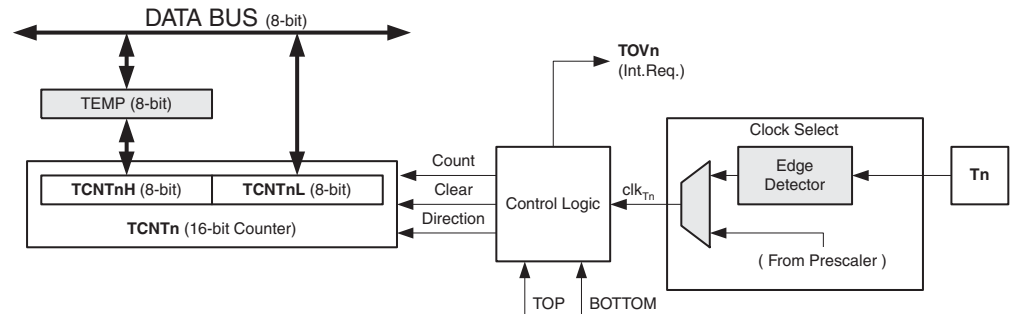 DATA BUS (8-bit)
TOVn
(Int.Req.)
TEMP (8-bit)
Clock Select
Count
Edge
Detector
Tn
TCNTnH (8-bit) TCNTnL (8-bit)
Clear
Control Logic
clkTn
TCNTn (16-bit Counter)
Direction
( From Prescaler )
TOP BOTTOM